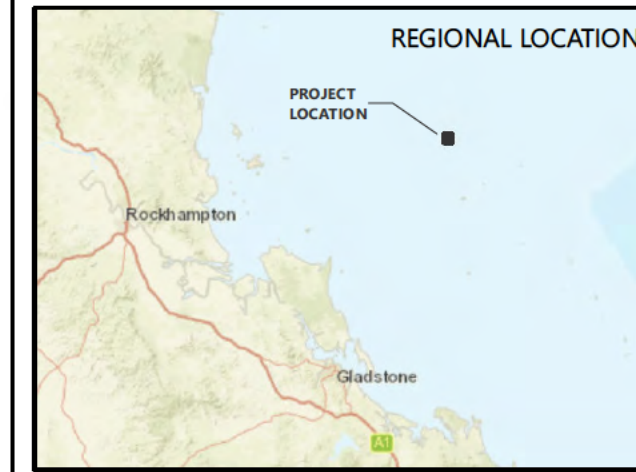 REGIONAL LOCATION
PROJECT
LOCATION
Rockhampton
Gladstone
A1